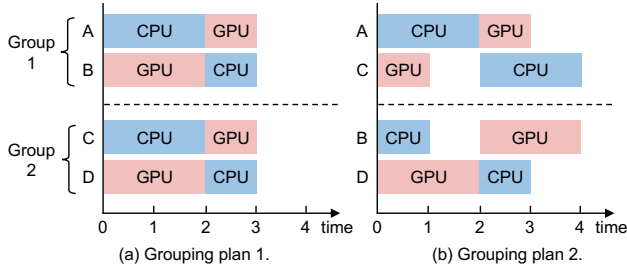 Group
1
A CPU GPU
B GPU CPU
Group
2
C CPU GPU
D GPU CPU
0 1 2 3 4 time
(a) Grouping plan 1.
A CPU GPU
C GPU CPU
B CPU GPU
D GPU CPU
0 1 2 3 4 time
(b) Grouping plan 2.